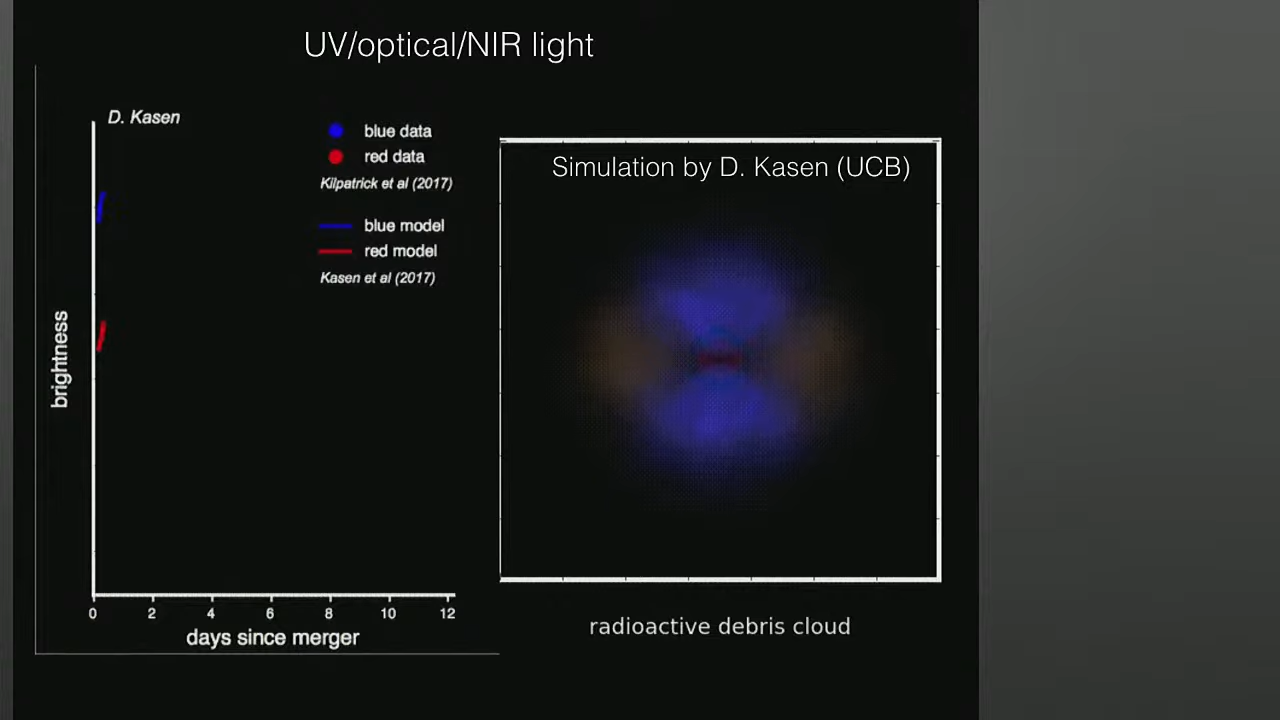 UV/optical/NIR light
D. Kasen
blue data
red data
Kilpatrick et al (2017)
blue model
red model
Kasen et al (2017)
brightness
0 2 4 6 8 10 12
days since merger
Simulation by D. Kasen (UCB)
radioactive debris cloud